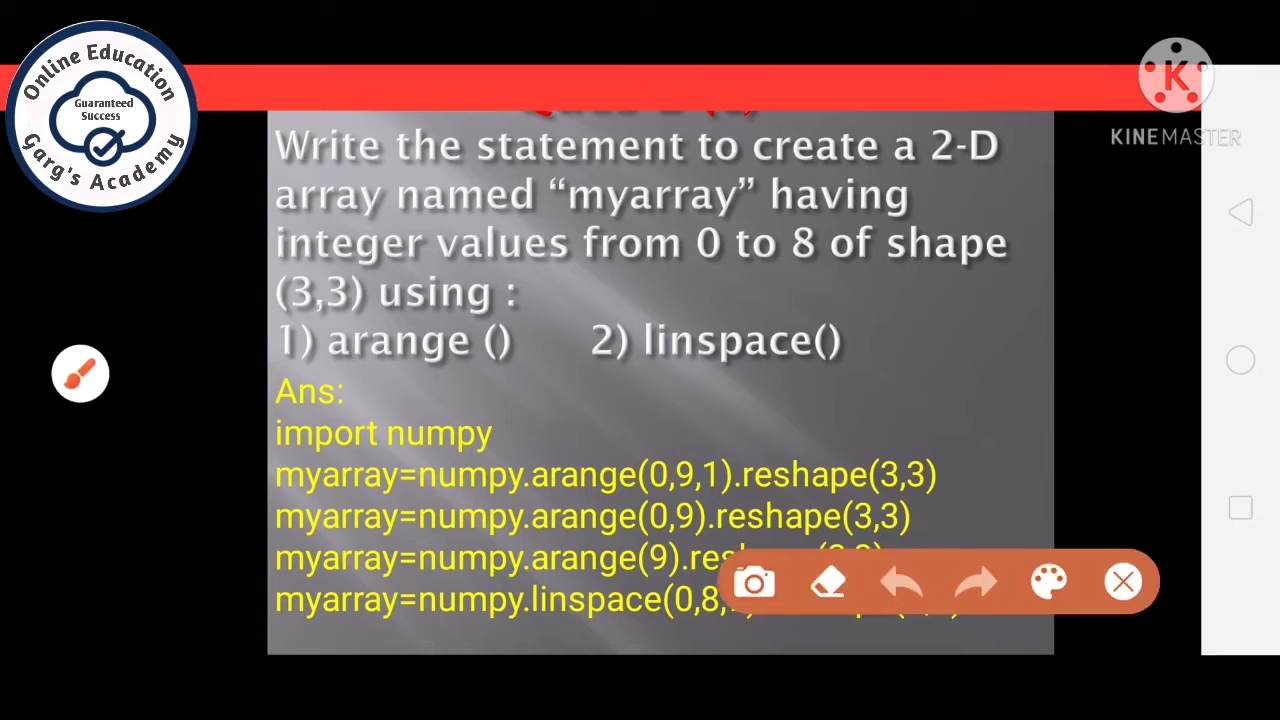 Online Education
Guaranteed
Success
Garg's Academy
K
KINEMASTER
Write the statement to create a 2-D
array named “myarray” having
integer values from 0 to 8 of shape
(3,3) using :
1) arange () 2) linspace()
Ans:
import numpy
myarray=numpy.arange(0,9,1).reshape(3,3)
myarray=numpy.arange(0,9).reshape(3,3)
myarray=numpy.arange(9).
myarray=numpy.linspace(0,8,